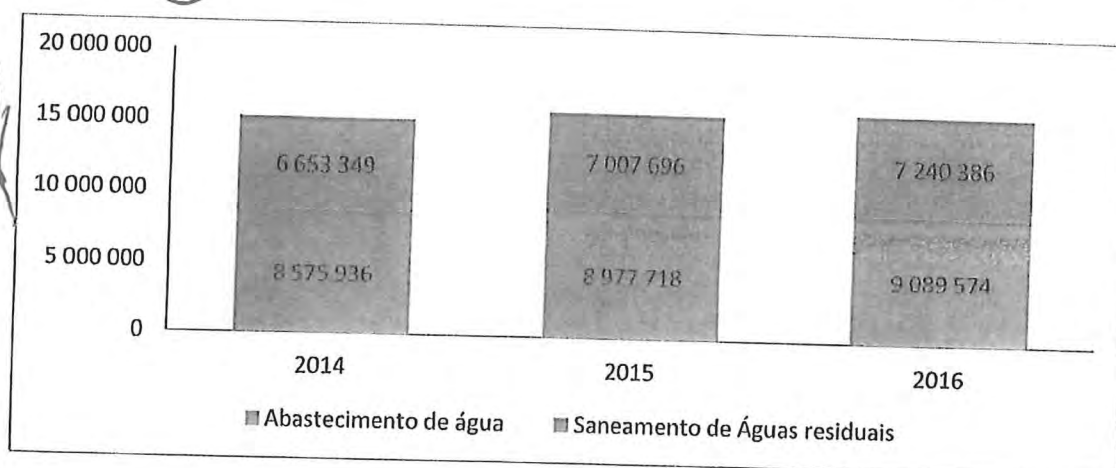 20 000 000
15 000 000
10 000 000
5 000 000
0
6 653 349
7 007 696
7 240 386
8 575 936
8 977 718
9 089 574
2014
2015
2016
Abastecimento de água
Saneamento de Águas residuais